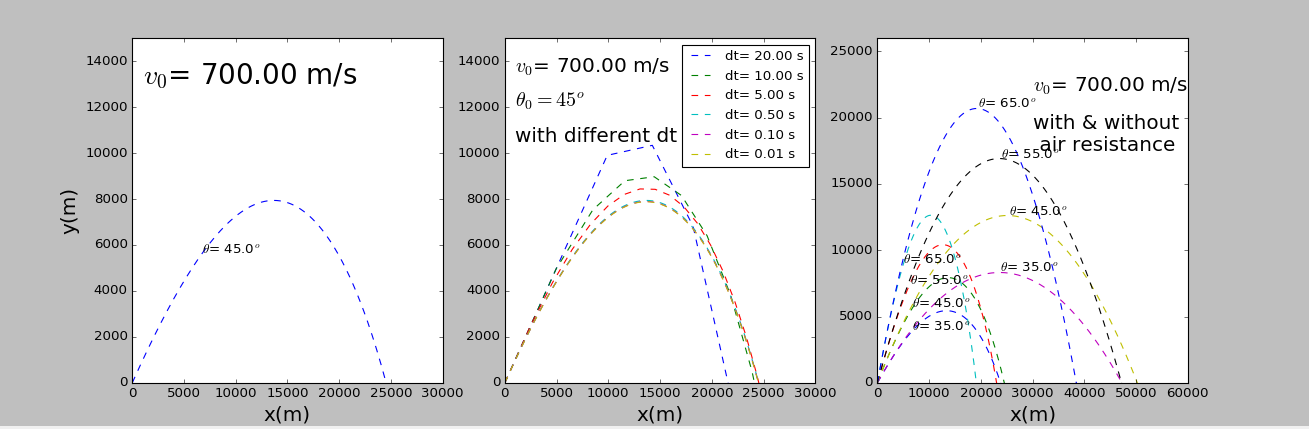 14000
12000
10000
8000
6000
4000
2000
0
y(m)
v₀= 700.00 m/s
θ= 45.0°
0 5000 10000 15000 20000 25000 30000
x(m)
14000
12000
10000
8000
6000
4000
2000
0
v₀= 700.00 m/s
θ₀ = 45°
with different dt
dt= 20.00 s
dt= 10.00 s
dt= 5.00 s
dt= 0.50 s
dt= 0.10 s
dt= 0.01 s
0 5000 10000 15000 20000 25000 30000
x(m)
25000
20000
15000
10000
5000
0
v₀= 700.00 m/s
with & without
air resistance
θ= 65.0°
θ= 55.0°
θ= 45.0°
θ= 35.0°
θ= 65.0°
θ= 55.0°
θ= 45.0°
θ= 35.0°
0 10000 20000 30000 40000 50000 60000
x(m)